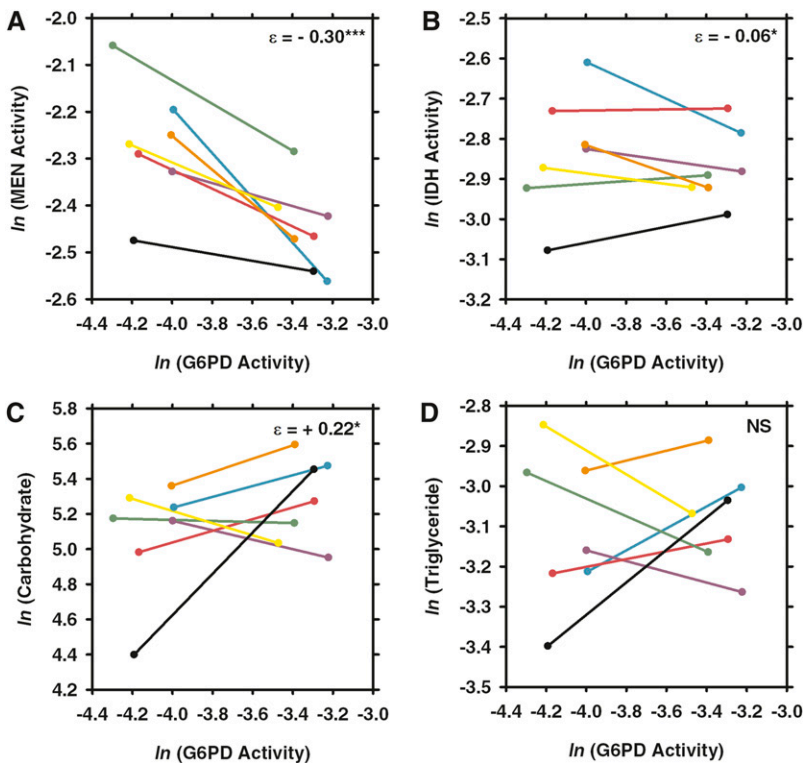 A
ε = - 0.30***
ln (MEN Activity)
-2.0
-2.1
-2.2
-2.3
-2.4
-2.5
-2.6
-4.4 -4.2 -4.0 -3.8 -3.6 -3.4 -3.2 -3.0
ln (G6PD Activity)
B
ε = - 0.06*
ln (IDH Activity)
-2.5
-2.6
-2.7
-2.8
-2.9
-3.0
-3.1
-3.2
-4.4 -4.2 -4.0 -3.8 -3.6 -3.4 -3.2 -3.0
ln (G6PD Activity)
C
ε = + 0.22*
ln (Carbohydrate)
5.8
5.4
5.2
5.0
4.8
4.6
4.4
4.2
-4.4 -4.2 -4.0 -3.8 -3.6 -3.4 -3.2 -3.0
ln (G6PD Activity)
D
NS
ln (Triglyceride)
-2.8
-2.9
-3.0
-3.1
-3.2
-3.3
-3.4
-3.5
-4.4 -4.2 -4.0 -3.8 -3.6 -3.4 -3.2 -3.0
ln (G6PD Activity)